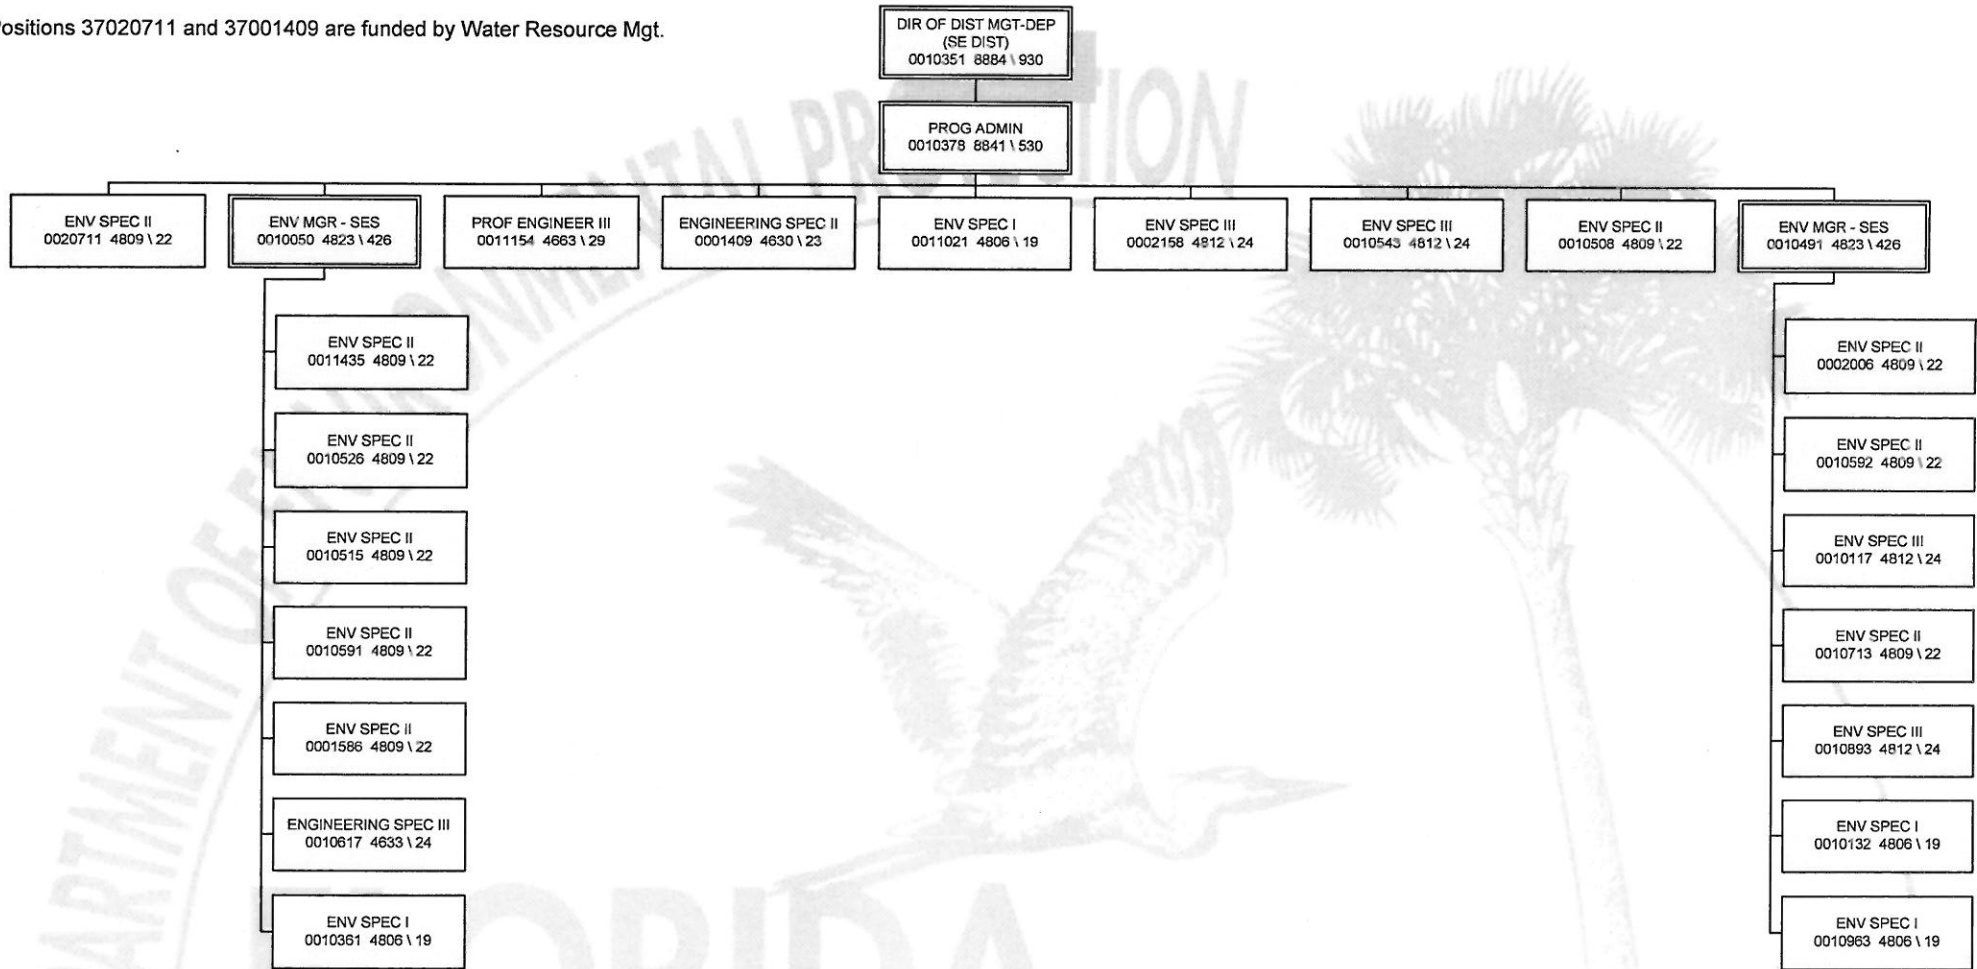 Positions 37020711 and 37001409 are funded by Water Resource Mgt.
DIR OF DIST MGT-DEP
(SE DIST)
0010351 8884 \ 930
PROG ADMIN
0010378 8841 \ 530
ENV SPEC II
0020711 4809 \ 22
ENV MGR - SES
0010050 4823 \ 426
PROF ENGINEER III
0011154 4663 \ 29
ENGINEERING SPEC II
0001409 4630 \ 23
ENV SPEC I
0011021 4806 \ 19
ENV SPEC III
0002158 4812 \ 24
ENV SPEC III
0010543 4812 \ 24
ENV SPEC II
0010508 4809 \ 22
ENV MGR - SES
0010491 4823 \ 426
ENV SPEC II
0011435 4809 \ 22
ENV SPEC II
0010526 4809 \ 22
ENV SPEC II
0010515 4809 \ 22
ENV SPEC II
0010591 4809 \ 22
ENV SPEC II
0001586 4809 \ 22
ENGINEERING SPEC III
0010617 4633 \ 24
ENV SPEC I
0010361 4806 \ 19
ENV SPEC II
0002006 4809 \ 22
ENV SPEC II
0010592 4809 \ 22
ENV SPEC III
0010117 4812 \ 24
ENV SPEC II
0010713 4809 \ 22
ENV SPEC III
0010893 4812 \ 24
ENV SPEC I
0010132 4806 \ 19
ENV SPEC I
0010963 4806 \ 19
DEPARTMENT OF ENVIRONMENTAL PROTECTION
FLORIDA